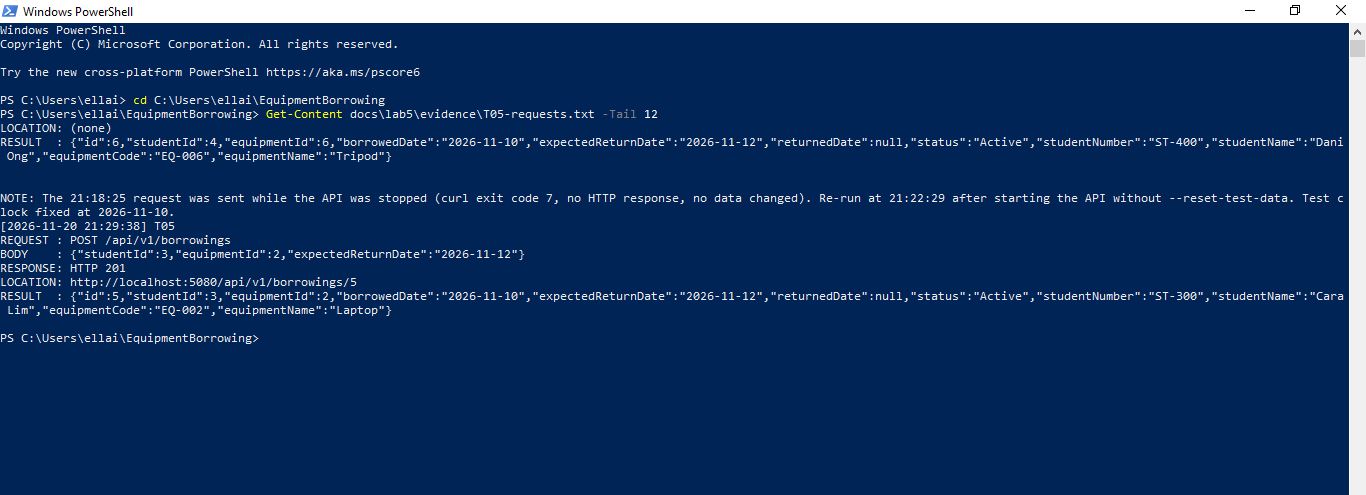 Windows PowerShell
Windows PowerShell
Copyright (C) Microsoft Corporation. All rights reserved.
Try the new cross-platform PowerShell https://aka.ms/pscore6
PS C:\Users\ellai> cd C:\Users\ellai\EquipmentBorrowing
PS C:\Users\ellai\EquipmentBorrowing> Get-Content docs\lab5\evidence\T05-requests.txt -Tail 12
LOCATION: (none)
RESULT  : {"id":6,"studentId":4,"equipmentId":6,"borrowedDate":"2026-11-10","expectedReturnDate":"2026-11-12","returnedDate":null,"status":"Active","studentNumber":"ST-400","studentName":"Dani
 Ong","equipmentCode":"EQ-006","equipmentName":"Tripod"}
NOTE: The 21:18:25 request was sent while the API was stopped (curl exit code 7, no HTTP response, no data changed). Re-run at 21:22:29 after starting the API without --reset-test-data. Test c
lock fixed at 2026-11-10.
[2026-11-20 21:29:38] T05
REQUEST : POST /api/v1/borrowings
BODY    : {"studentId":3,"equipmentId":2,"expectedReturnDate":"2026-11-12"}
RESPONSE: HTTP 201
LOCATION: http://localhost:5080/api/v1/borrowings/5
RESULT  : {"id":5,"studentId":3,"equipmentId":2,"borrowedDate":"2026-11-10","expectedReturnDate":"2026-11-12","returnedDate":null,"status":"Active","studentNumber":"ST-300","studentName":"Cara
 Lim","equipmentCode":"EQ-002","equipmentName":"Laptop"}
PS C:\Users\ellai\EquipmentBorrowing>